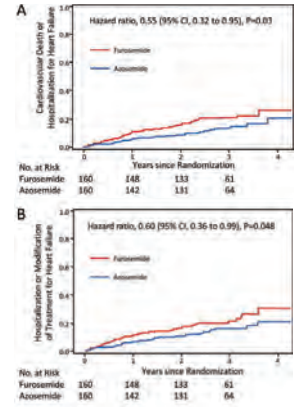 A
Hazard ratio, 0.55 (95% CI, 0.32 to 0.95), P=0.03
Cardiovascular Death or
Hospitalization for Heart Failure
1.0
0.8
0.6
0.4
0.2
0.0
Furosemide
Azosemide
0 1 2 3 4
Years since Randomization
No. at Risk
Furosemide 160 148 133 61
Azosemide 160 142 131 64
B
Hazard ratio, 0.60 (95% CI, 0.36 to 0.99), P=0.048
Hospitalization or Modification
of Treatment for Heart Failure
1.0
0.8
0.6
0.4
0.2
0.0
Furosemide
Azosemide
0 1 2 3 4
Years since Randomization
No. at Risk
Furosemide 160 148 133 61
Azosemide 160 142 131 64